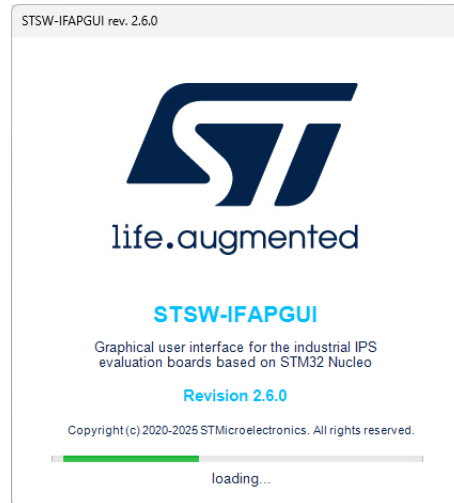 STSW-IFAPGUI rev. 2.6.0
ST
life.augmented
STSW-IFAPGUI
Graphical user interface for the industrial IPS
evaluation boards based on STM32 Nucleo
Revision 2.6.0
Copyright (c) 2020-2025 STMicroelectronics. All rights reserved.
loading...